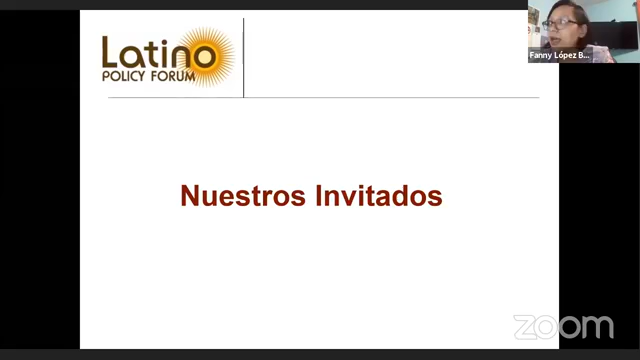 Latino
POLICY FORUM
Fanny López B...
Nuestros Invitados
zoom